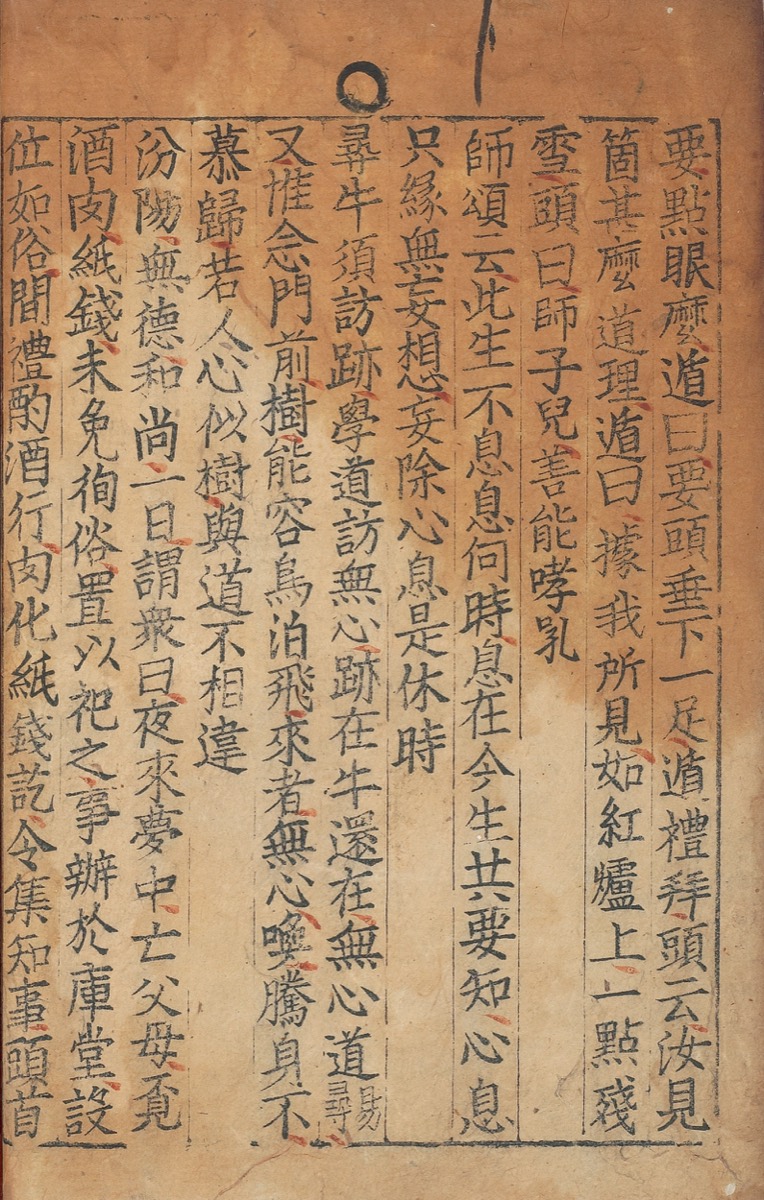 要點眼麽遁曰要頭垂下一足遁禮拜頭云汝見
箇甚麽道理遁曰據我所見如紅爐上一點殘
雪頭曰師子兒善能哮吼
師頌云此生不息息何時息在今生共要知心息
只緣無妄想妄除心息是休時
尋牛須訪跡學道訪無心跡在牛還在無心道易尋
又惟念門前樹能容鳥泊飛來者無心喚騰身不
慕歸若人心似樹與道不相違
汾陽無德和尚一日謂衆曰夜來夢中亡父母覓
酒肉紙錢未免徇俗置以祀之事辦於庫堂設
位如俗間禮酌酒行肉化紙錢訖令集知事頭首